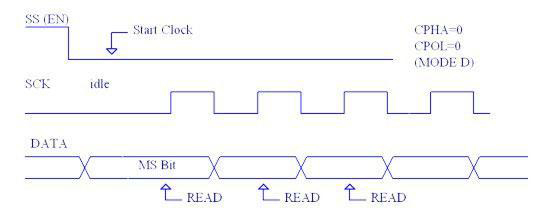 SS (EN)
Start Clock
CPHA=0
CPOL=0
(MODE D)
SCK idle
DATA
MS Bit
READ READ READ